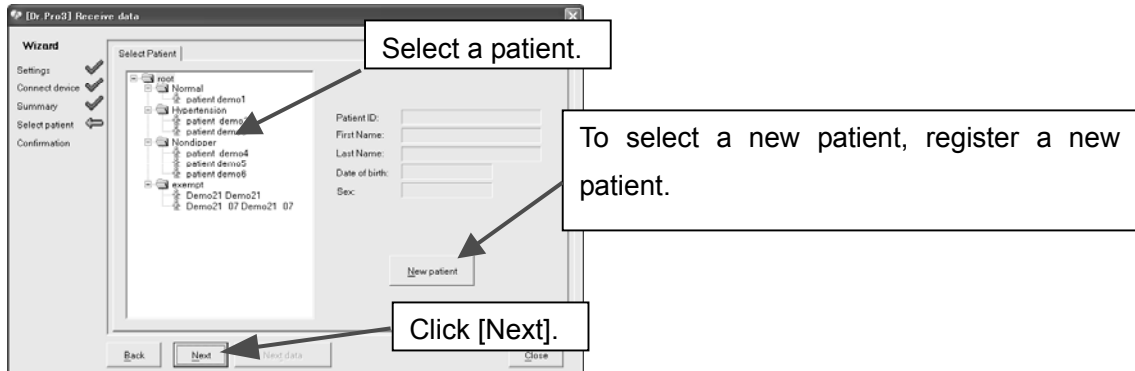 [Dr.Pro3] Receive data
Wizard
Settings
Connect device
Summary
Select patient
Confirmation
Select Patient
root
Normal
patient demo1
Hypertension
patient
patient
Nondipper
patient demo4
patient demo5
patient demo6
exempt
Demo21 Demo21
Demo21 07 Demo21 07
Patient ID:
First Name:
Last Name:
Date of birth:
Sex:
New patient
Back
Next
Next data
Close
Select a patient.
To select a new patient, register a new
patient.
Click [Next].